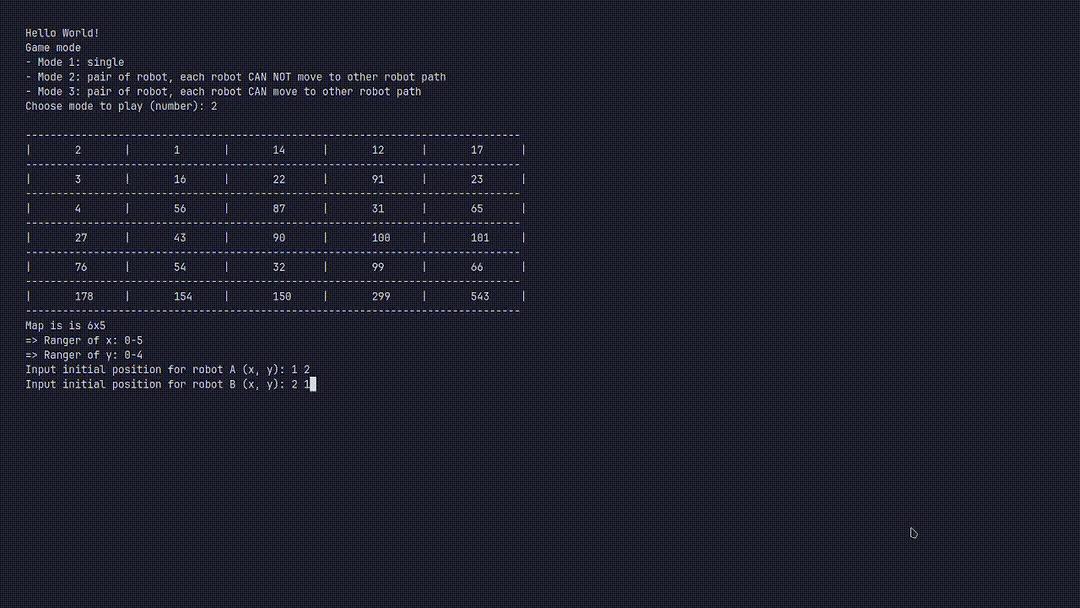 Hello World!
Game mode
- Mode 1: single
- Mode 2: pair of robot, each robot CAN NOT move to other robot path
- Mode 3: pair of robot, each robot CAN move to other robot path
Choose mode to play (number): 2
--------------------------------------------------------------------------------
| 2 | 1 | 14 | 12 | 17 |
--------------------------------------------------------------------------------
| 3 | 16 | 22 | 91 | 23 |
--------------------------------------------------------------------------------
| 4 | 56 | 87 | 31 | 65 |
--------------------------------------------------------------------------------
| 27 | 43 | 90 | 100 | 101 |
--------------------------------------------------------------------------------
| 76 | 54 | 32 | 99 | 66 |
--------------------------------------------------------------------------------
| 178 | 154 | 150 | 299 | 543 |
--------------------------------------------------------------------------------
Map is is 6x5
=> Ranger of x: 0-5
=> Ranger of y: 0-4
Input initial position for robot A (x, y): 1 2
Input initial position for robot B (x, y): 2 1